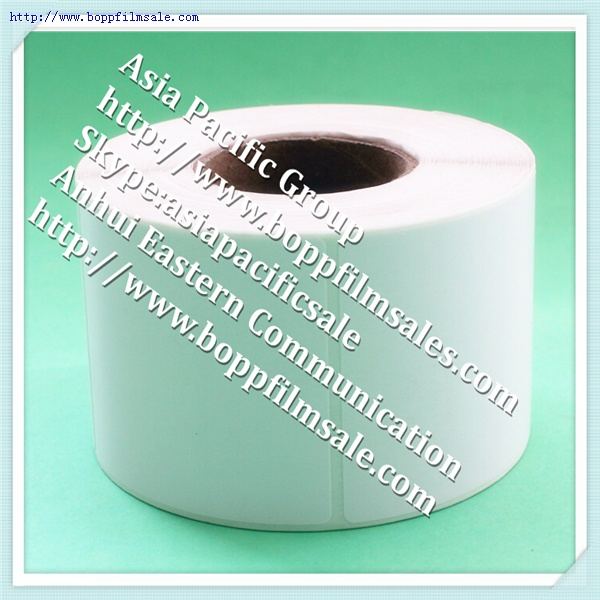 http://www.boppfilmsale.com
Asia Pacific Group
http://www.boppfilmsales.com
Skype:asiapacificsale
Anhui Eastern Communication
http://www.boppfilmsale.com